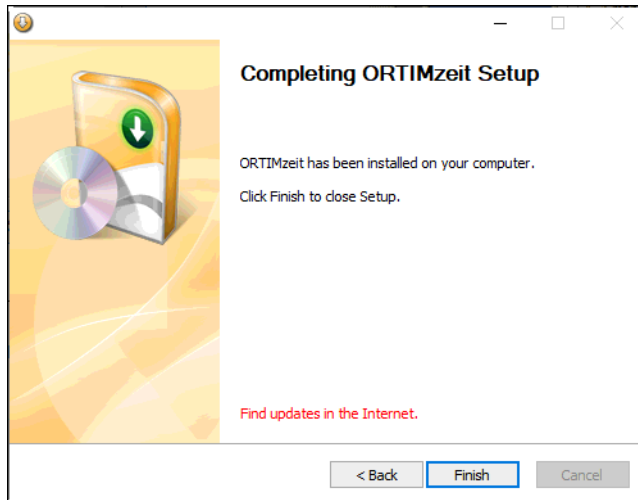 Completing ORTIMzeit Setup
ORTIMzeit has been installed on your computer.
Click Finish to close Setup.
Find updates in the Internet.
< Back
Finish
Cancel